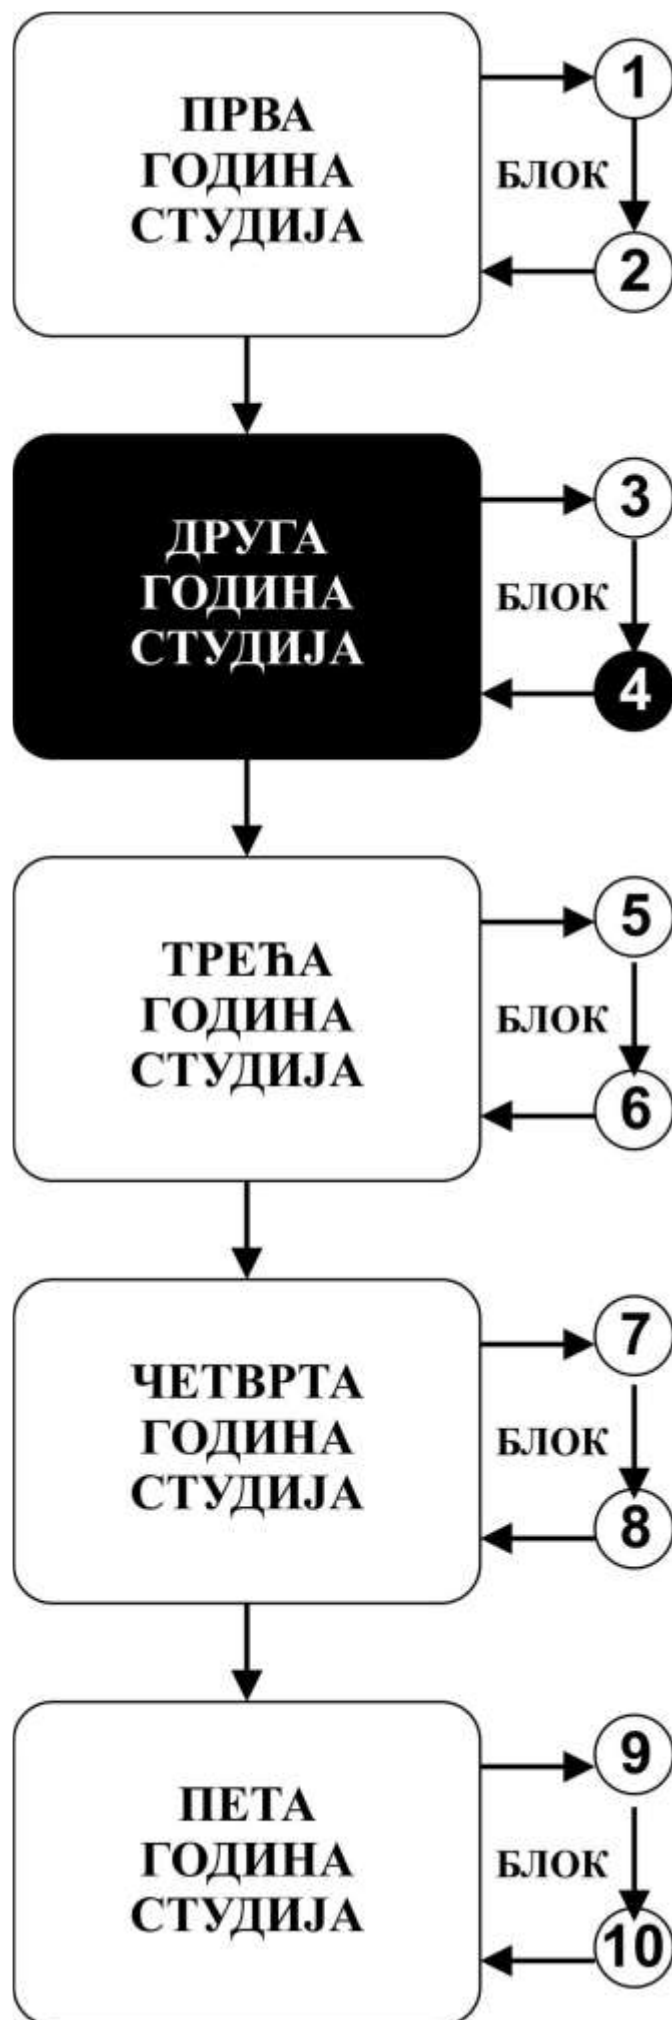 ПРВА
ГОДИНА
СТУДИЈА
1
БЛОК
2
ДРУГА
ГОДИНА
СТУДИЈА
3
БЛОК
4
ТРЕЋА
ГОДИНА
СТУДИЈА
5
БЛОК
6
ЧЕТВРТА
ГОДИНА
СТУДИЈА
7
БЛОК
8
ПЕТА
ГОДИНА
СТУДИЈА
9
БЛОК
10